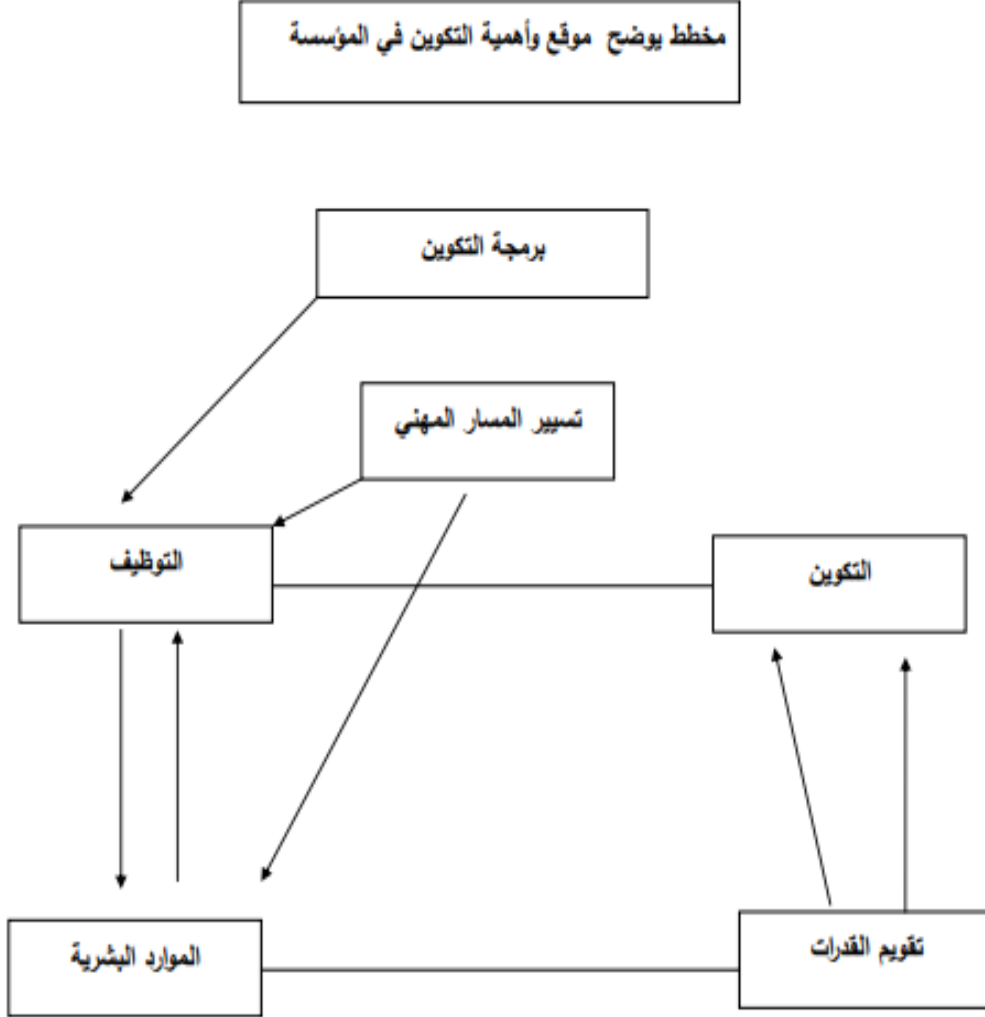 مخطط يوضح موقع وأهمية التكوين في المؤسسة
برمجة التكوين
تسيير المسار المهني
التوظيف
التكوين
الموارد البشرية
تقويم القدرات